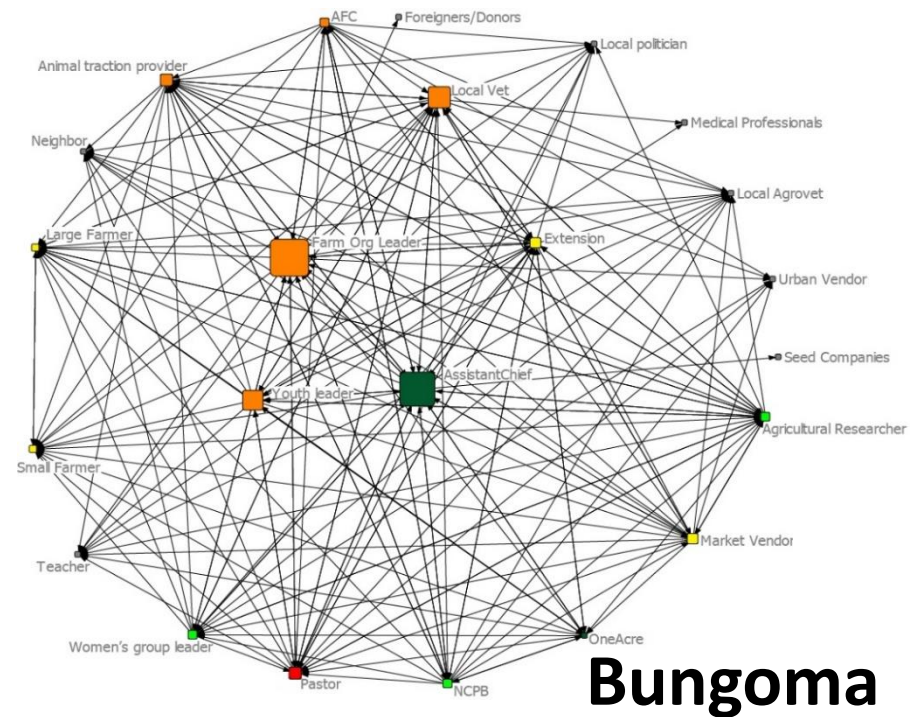 AFC
Foreigners/Donors
Local politician
Animal traction provider
Local Vet
Medical Professionals
Neighbor
Local Agrovet
Large Farmer
Farm Org Leader
Extension
Urban Vendor
Seed Companies
AssistantChief
Youth leader
Agricultural Researcher
Small Farmer
Market Vendor
Teacher
OneAcre
Women's group leader
Pastor
NCPB
Bungoma